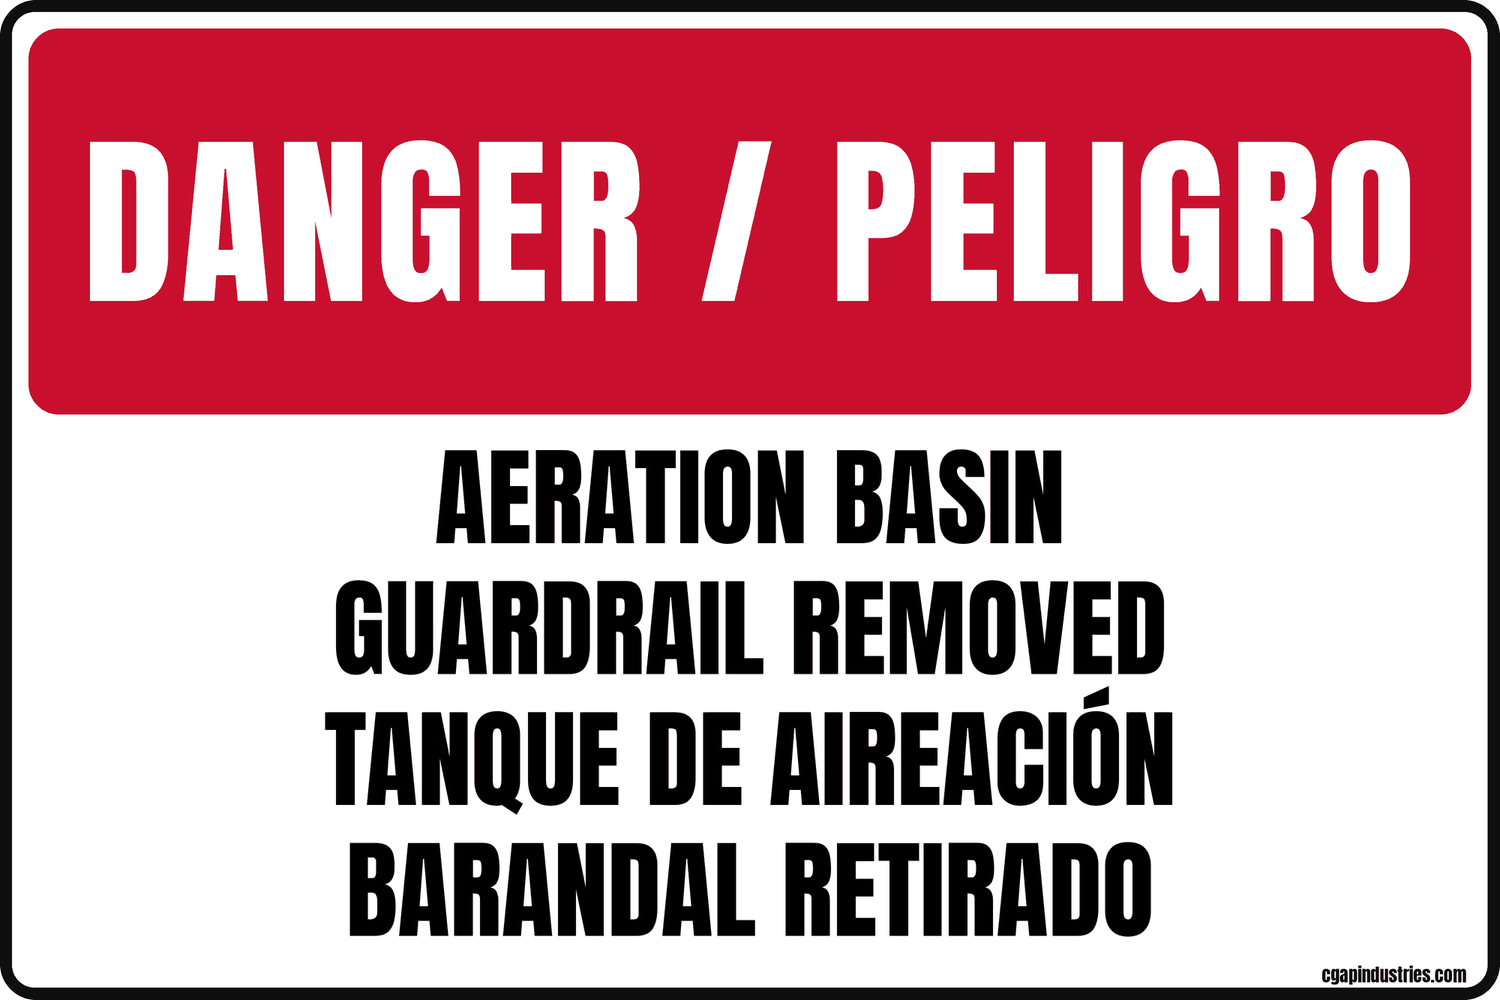 DANGER / PELIGRO
AERATION BASIN
GUARDRAIL REMOVED
TANQUE DE AIREACIÓN
BARANDAL RETIRADO
cgapindustries.com